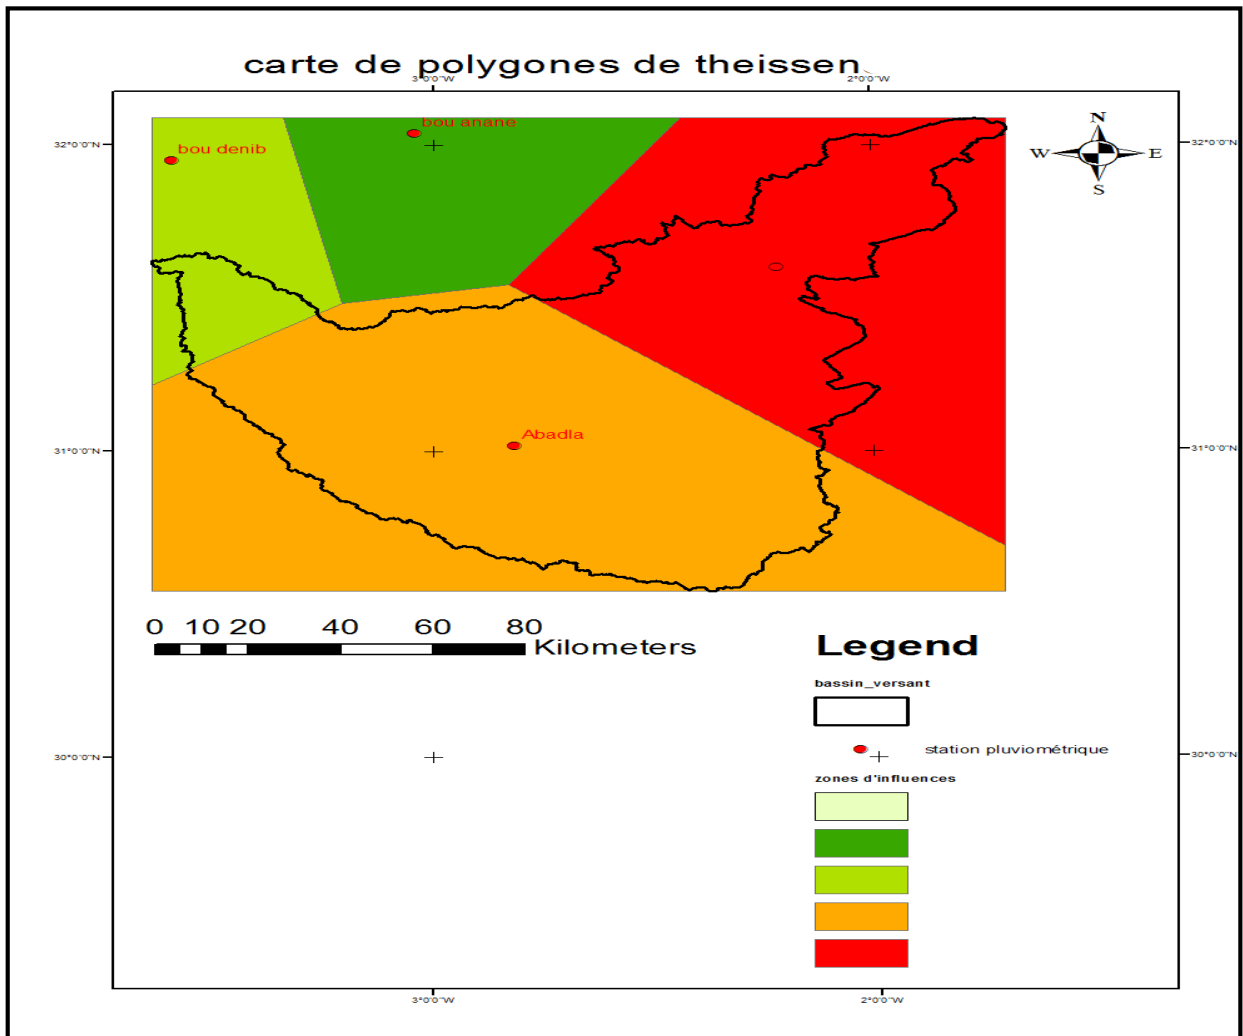 carte de polygones de theissen
3°0'0"W 2°0'0"W
bou anane
N
32°0'0"N bou denib 32°0'0"N
W E
S
Abadla
31°0'0"N 31°0'0"N
0 10 20 40 60 80
Kilometers
Legend
bassin_versant
station pluviométrique
30°0'0"N 30°0'0"N
zones d'influences
3°0'0"W 2°0'0"W